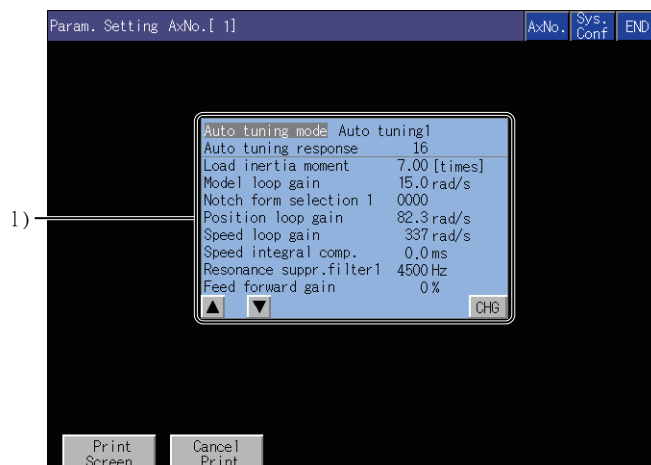 Param. Setting AxNo.[ 1]
AxNo. Sys. Conf END
Auto tuning mode Auto tuning1
Auto tuning response 16
Load inertia moment 7.00 [times]
Model loop gain 15.0 rad/s
Notch form selection 1 0000
1)
Position loop gain 82.3 rad/s
Speed loop gain 337 rad/s
Speed integral comp. 0.0 ms
Resonance suppr.filter1 4500 Hz
Feed forward gain 0 %
▲ ▼ CHG
Print Screen
Cancel Print